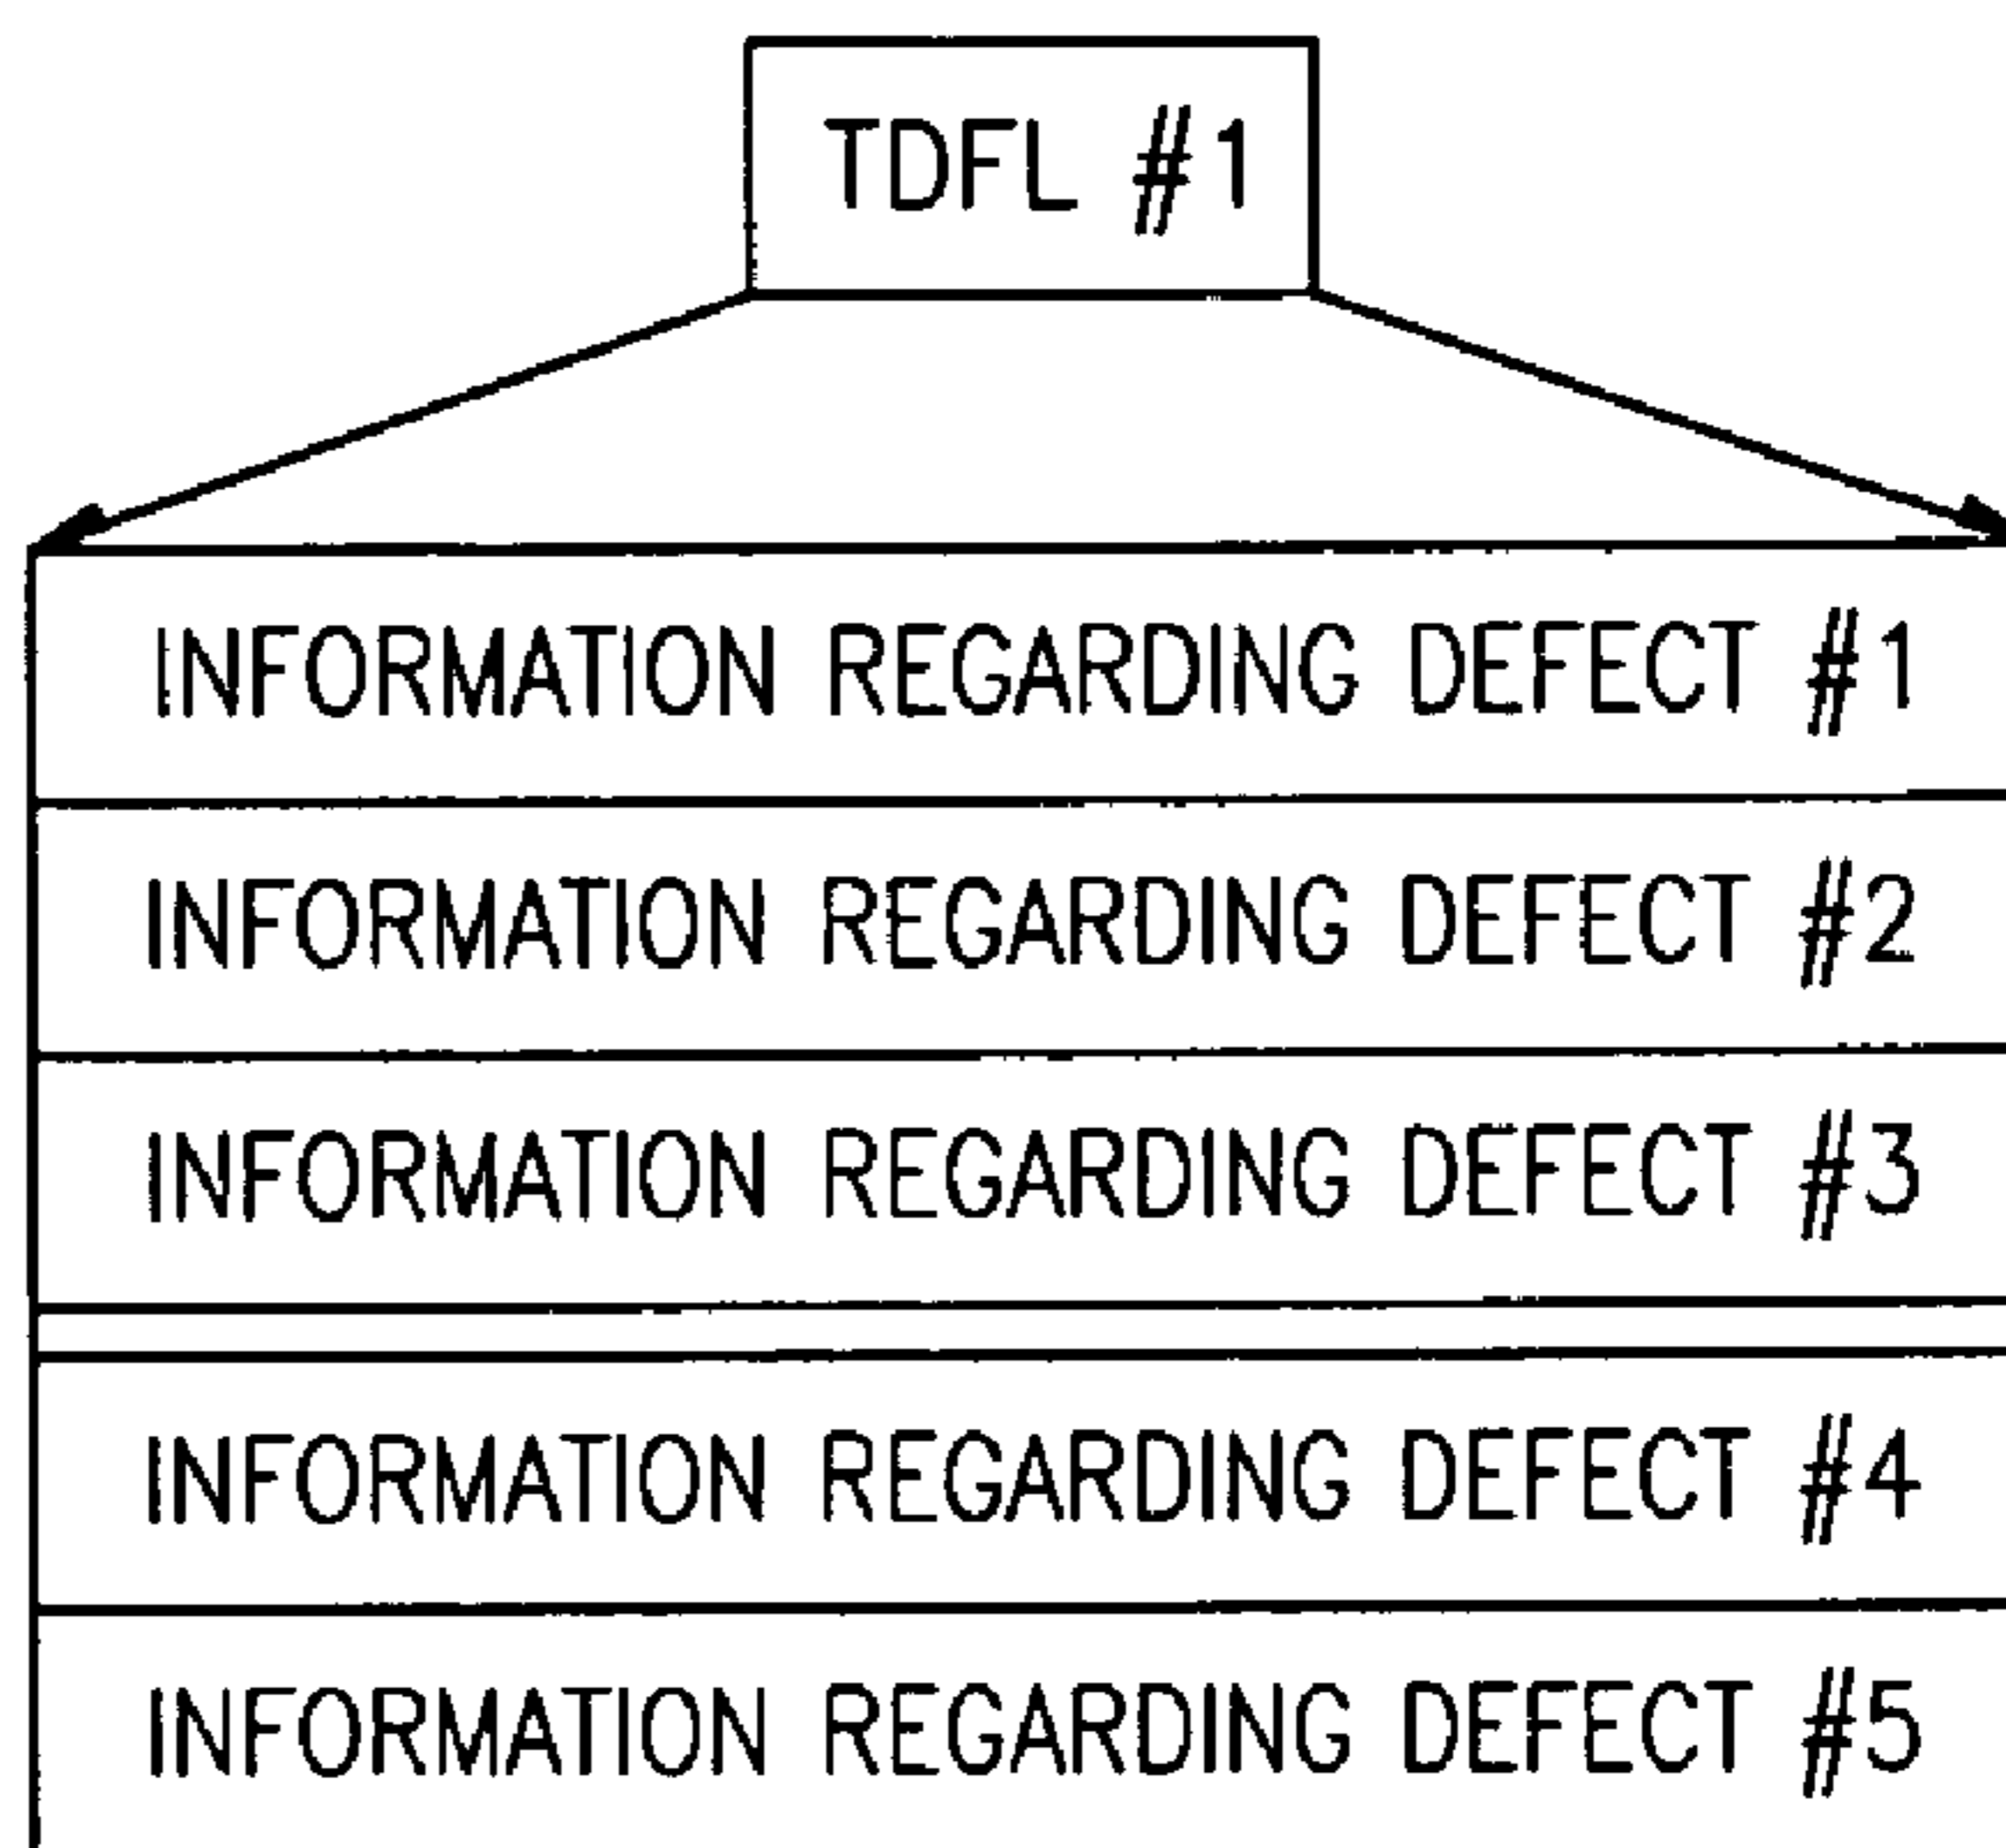 TDFL #1
INFORMATION REGARDING DEFECT #1
INFORMATION REGARDING DEFECT #2
INFORMATION REGARDING DEFECT #3
INFORMATION REGARDING DEFECT #4
INFORMATION REGARDING DEFECT #5